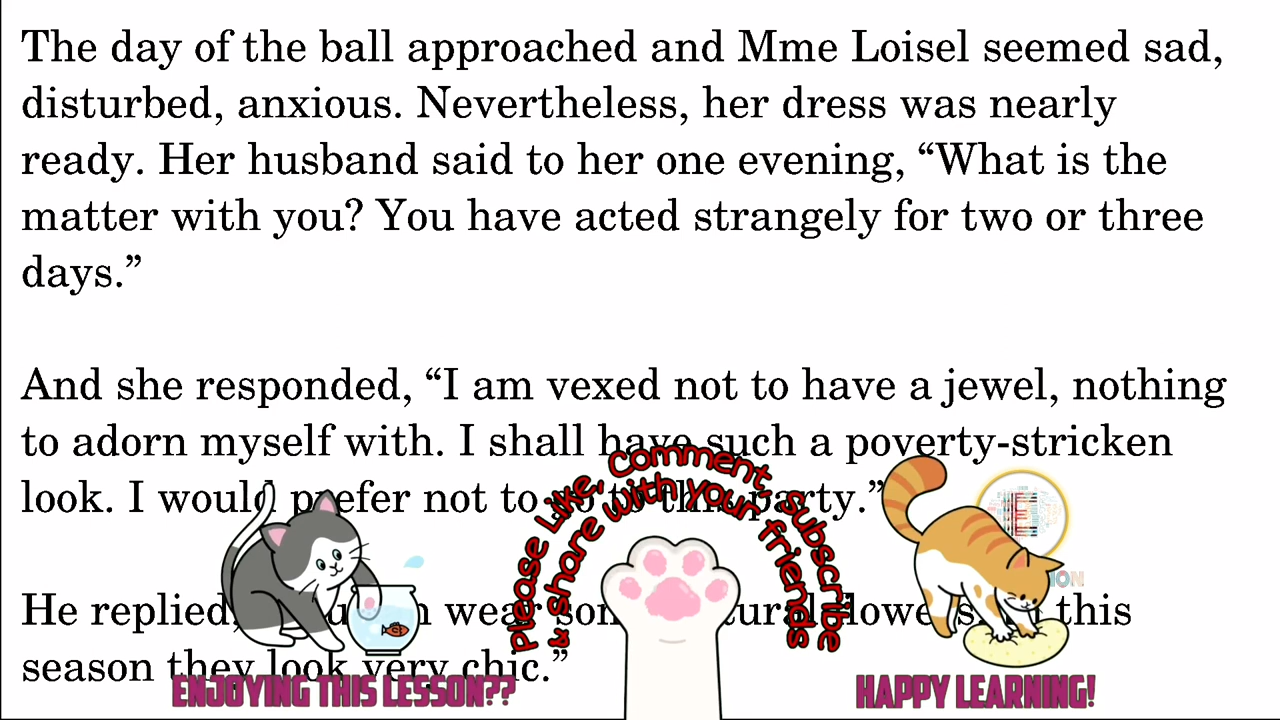 The day of the ball approached and Mme Loisel seemed sad,
disturbed, anxious. Nevertheless, her dress was nearly
ready. Her husband said to her one evening, “What is the
matter with you? You have acted strangely for two or three
days.”
And she responded, “I am vexed not to have a jewel, nothing
to adorn myself with. I shall have such a poverty-stricken
look. I would prefer not to go to this party.”
He replied, wear flowers this
season they look very chic.”
Please Like, Comment, Subscribe
& share with your friends
ENJOYING THIS LESSON??
HAPPY LEARNING!